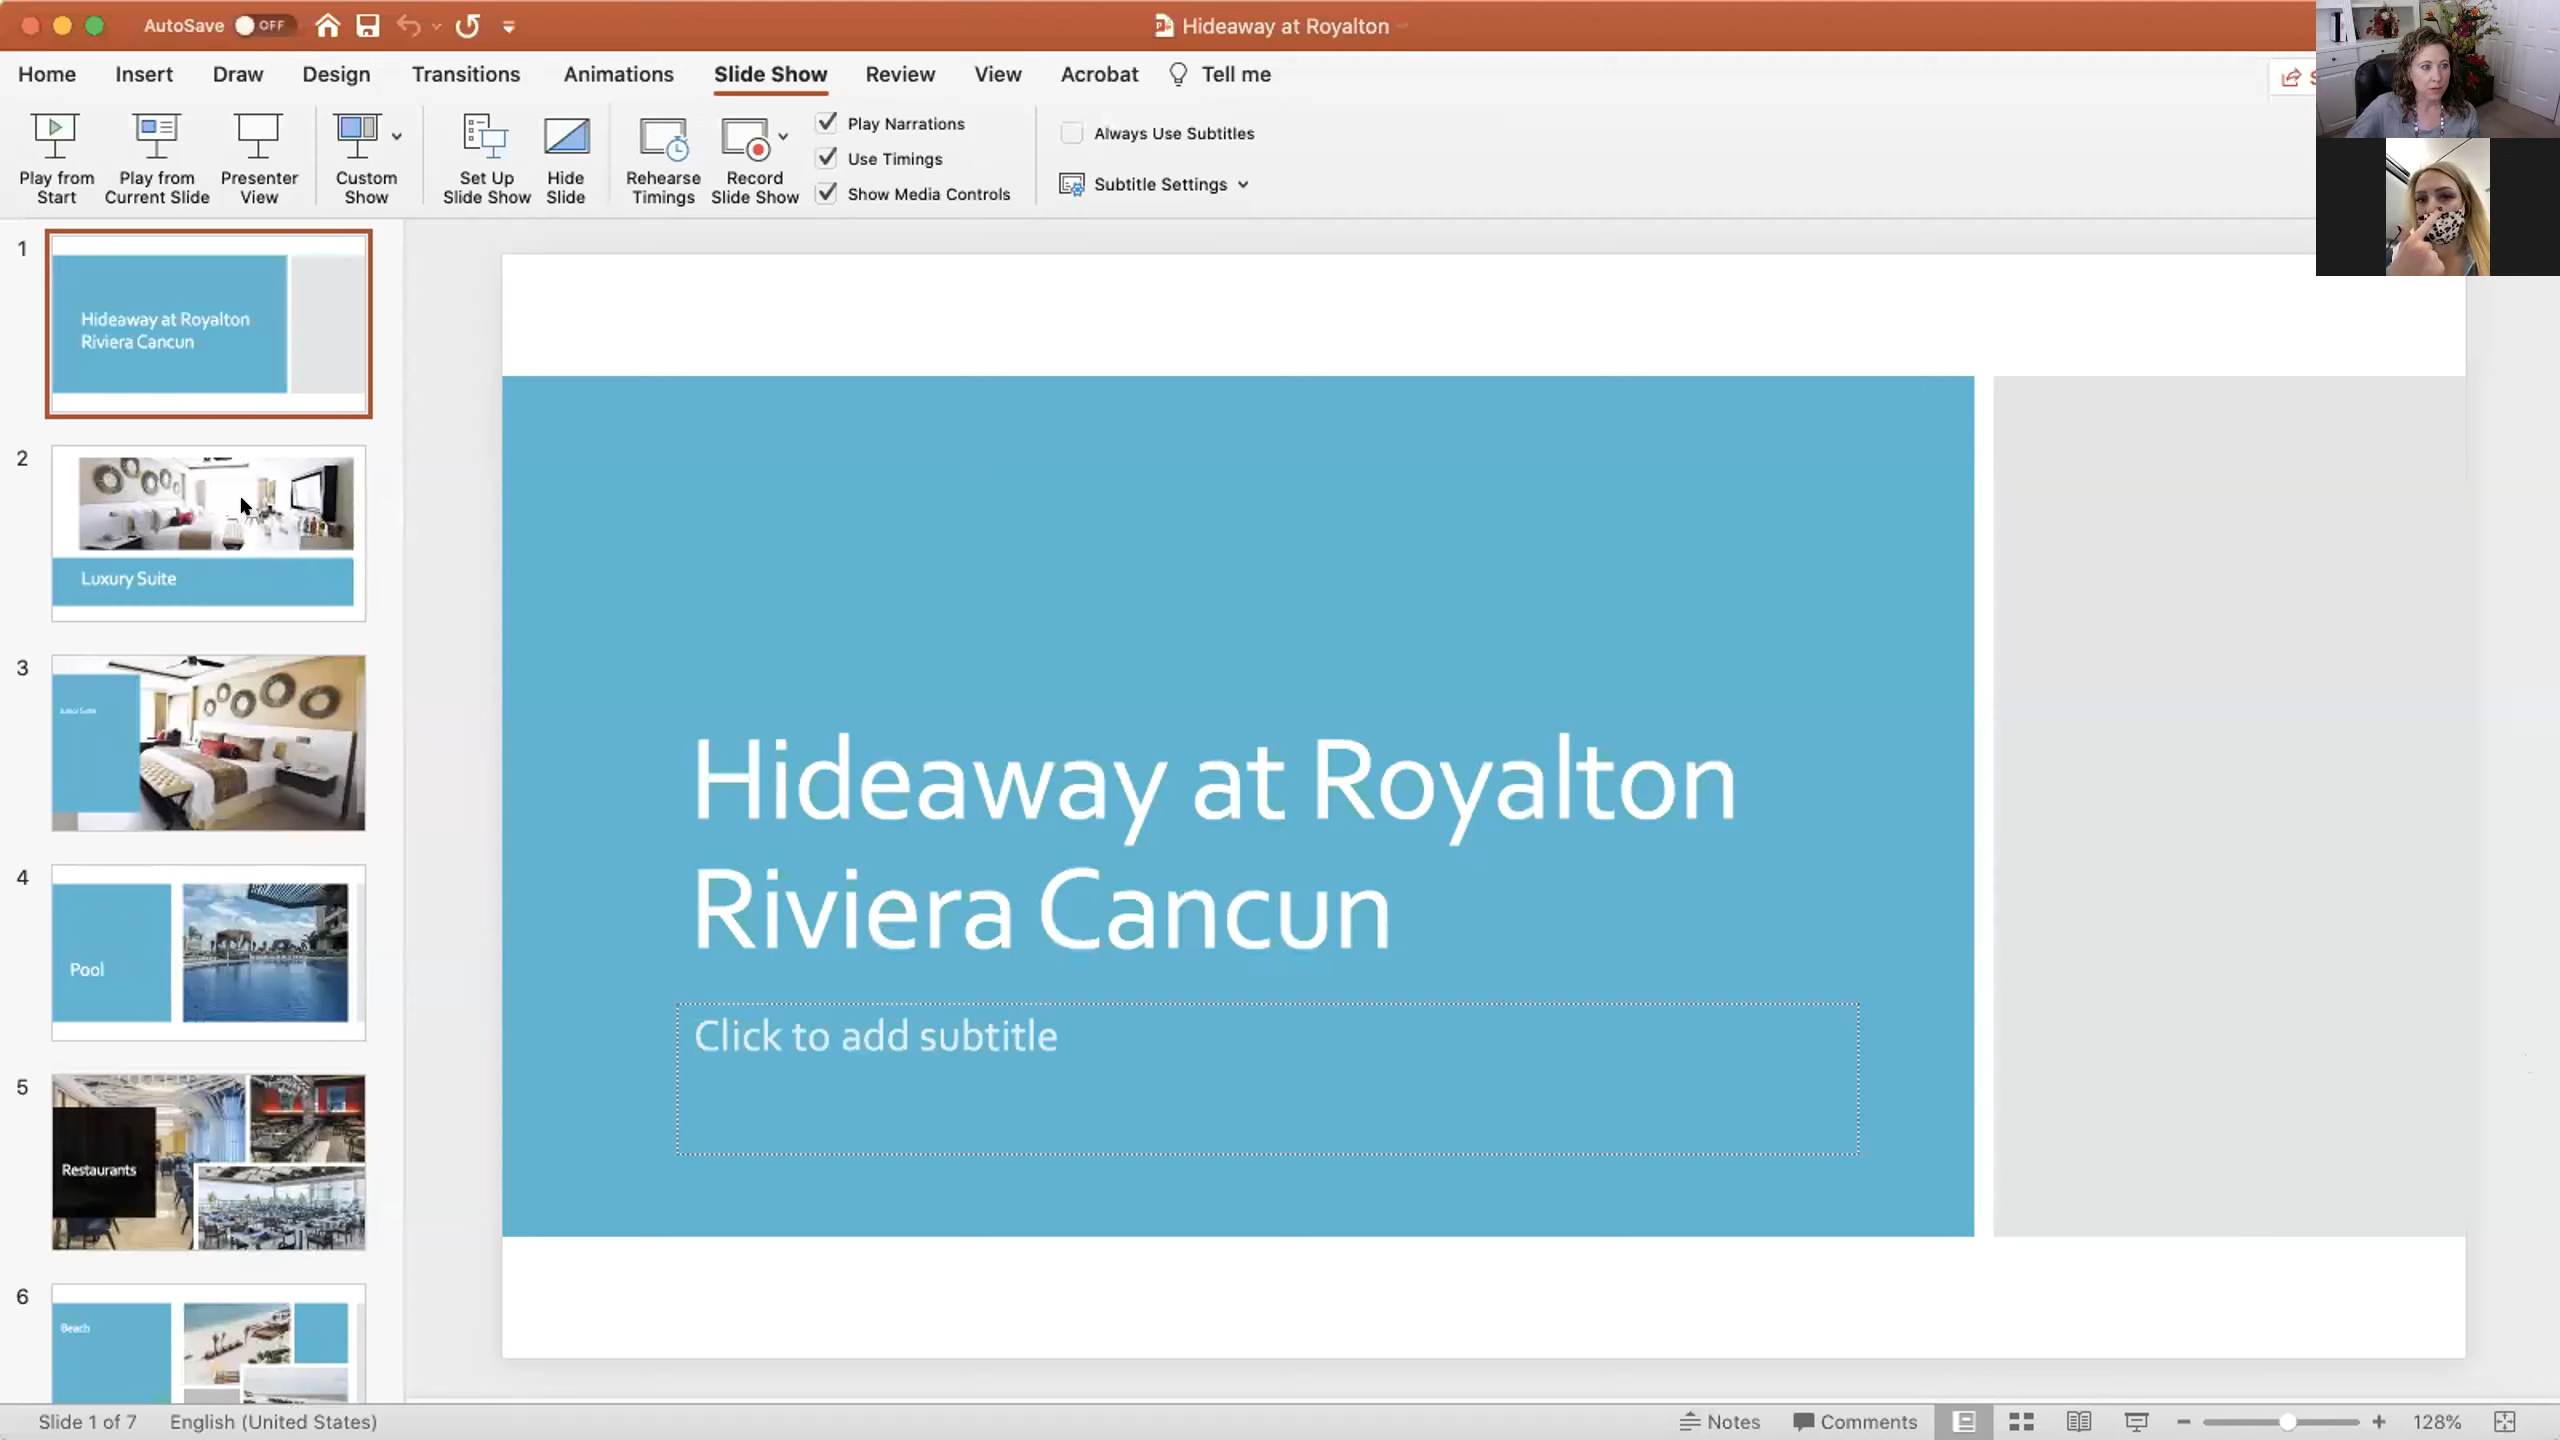 AutoSave OFF
Hideaway at Royalton
Home Insert Draw Design Transitions Animations Slide Show Review View Acrobat Tell me
Play from Start
Play from Current Slide
Presenter View
Custom Show
Set Up Slide Show
Hide Slide
Rehearse Timings
Record Slide Show
Play Narrations
Use Timings
Show Media Controls
Always Use Subtitles
Subtitle Settings
1
Hideaway at Royalton
Riviera Cancun
2
Luxury Suite
3
4
Pool
5
Restaurants
6
Beach
Hideaway at Royalton
Riviera Cancun
Click to add subtitle
Slide 1 of 7 English (United States) Notes Comments 128%